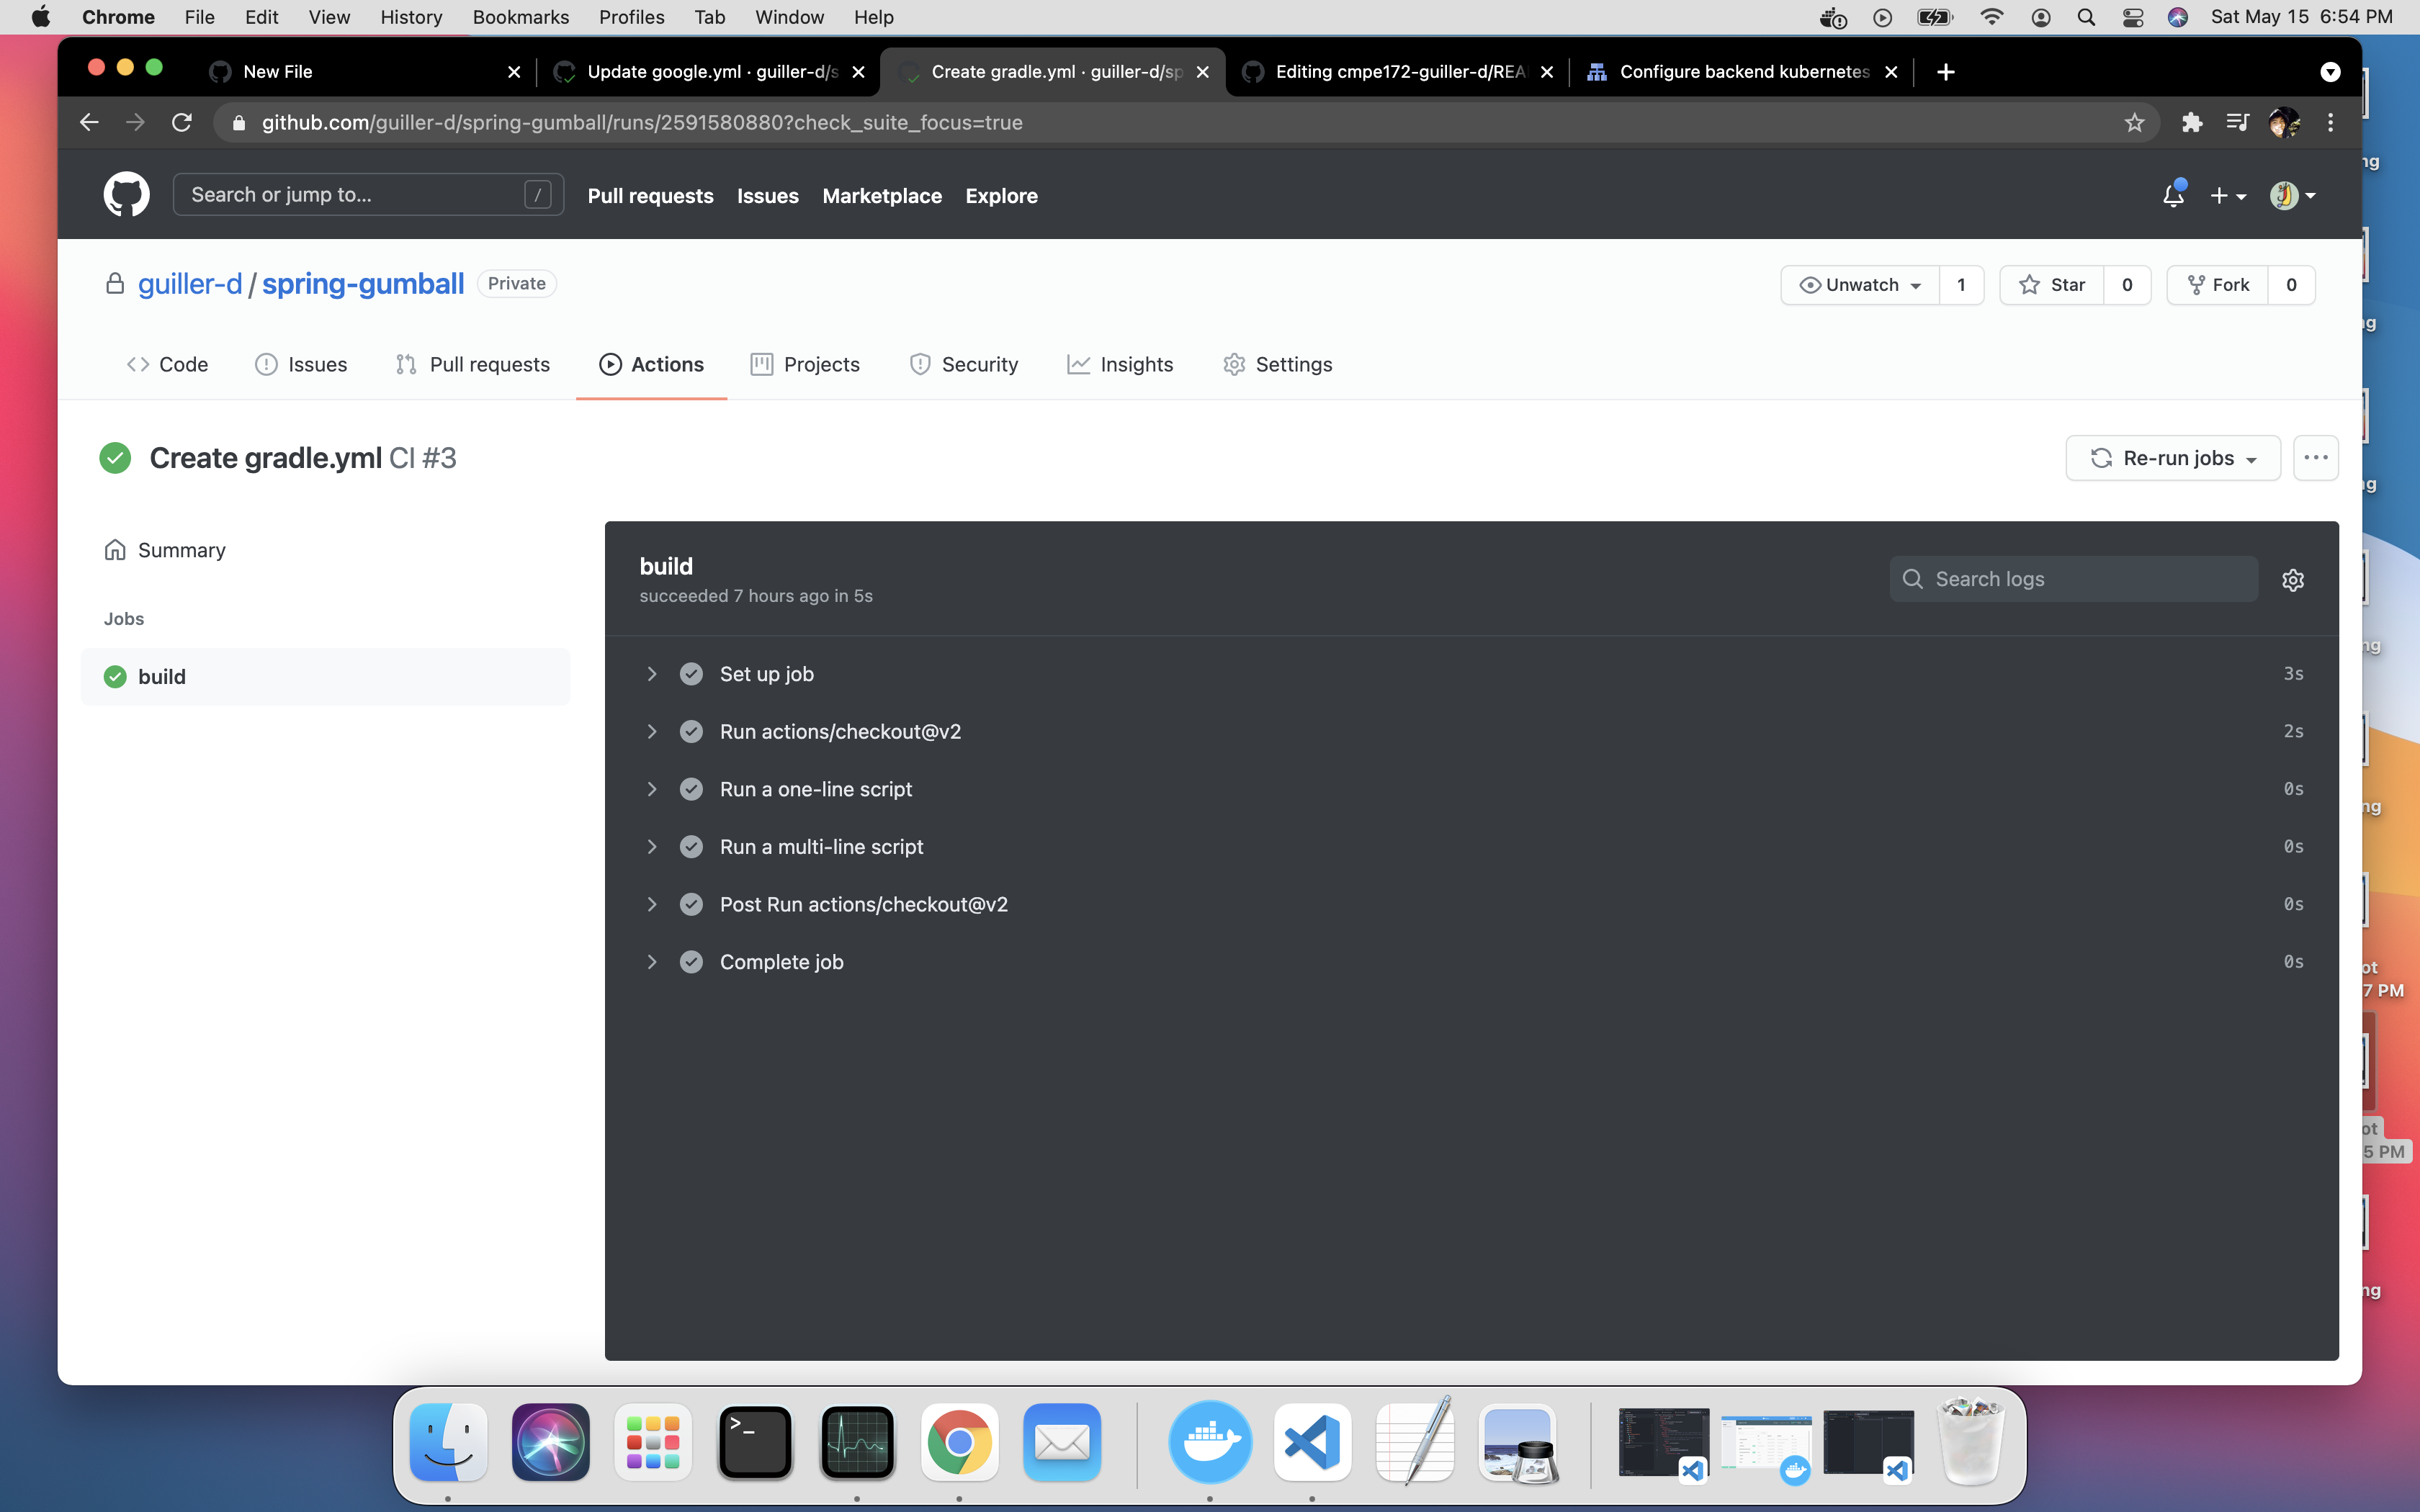 Chrome File Edit View History Bookmarks Profiles Tab Window Help Sat May 15 6:54 PM
New File Update google.yml · guiller-d/s Create gradle.yml · guiller-d/sp Editing cmpe172-guiller-d/REA Configure backend kubernetes
github.com/guiller-d/spring-gumball/runs/2591580880?check_suite_focus=true
Search or jump to... / Pull requests Issues Marketplace Explore
guiller-d / spring-gumball Private Unwatch 1 Star 0 Fork 0
Code Issues Pull requests Actions Projects Security Insights Settings
Create gradle.yml CI #3 Re-run jobs
Summary
Jobs
build
build
succeeded 7 hours ago in 5s
Search logs
Set up job 3s
Run actions/checkout@v2 2s
Run a one-line script 0s
Run a multi-line script 0s
Post Run actions/checkout@v2 0s
Complete job 0s
ng
ng
ng
ng
ng
ot
7 PM
ot
5 PM
ng